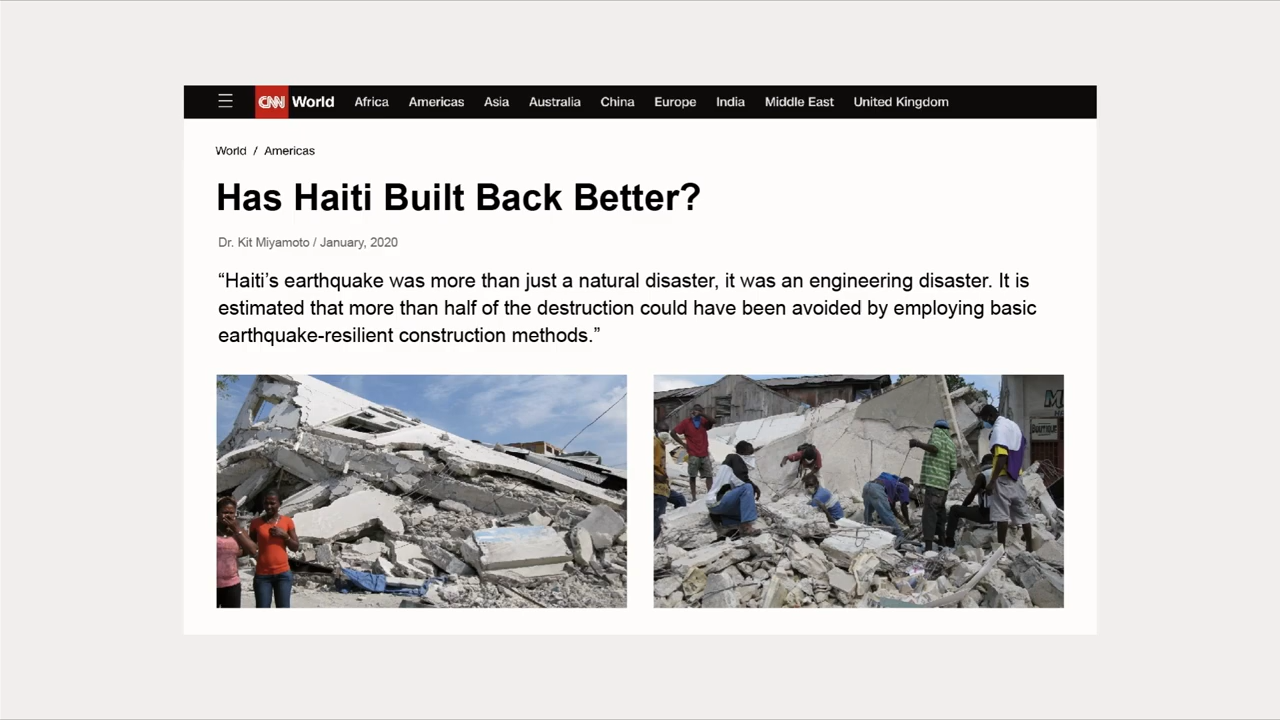 CNN World Africa Americas Asia Australia China Europe India Middle East United Kingdom
World / Americas
Has Haiti Built Back Better?
Dr. Kit Miyamoto / January, 2020
“Haiti’s earthquake was more than just a natural disaster, it was an engineering disaster. It is
estimated that more than half of the destruction could have been avoided by employing basic
earthquake-resilient construction methods.”